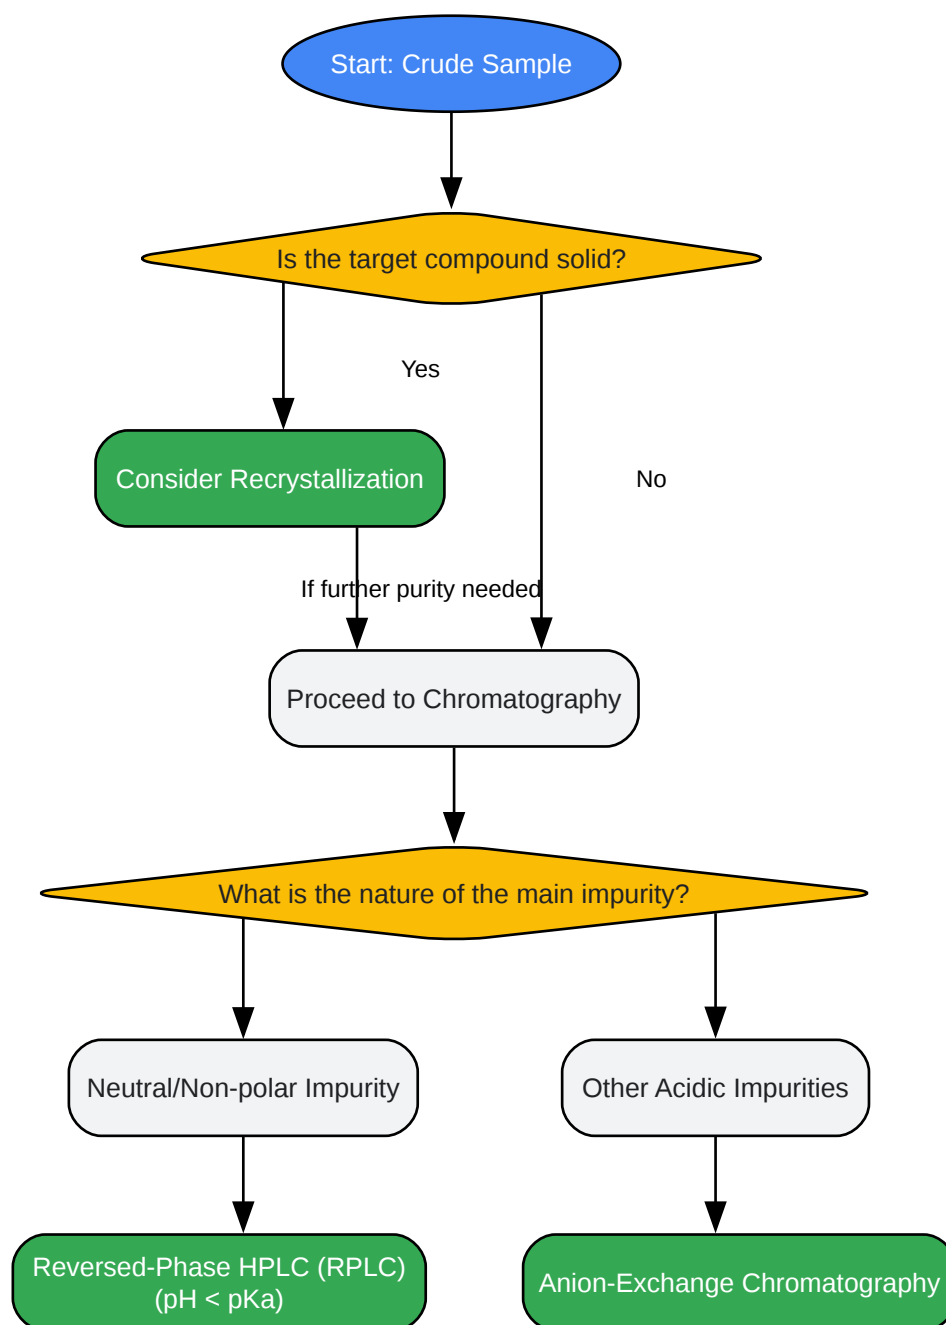 Start: Crude Sample
Is the target compound solid?
Yes
Consider Recrystallization
No
If further purity needed
Proceed to Chromatography
What is the nature of the main impurity?
Neutral/Non-polar Impurity
Other Acidic Impurities
Reversed-Phase HPLC (RPLC)
(pH < pKa)
Anion-Exchange Chromatography